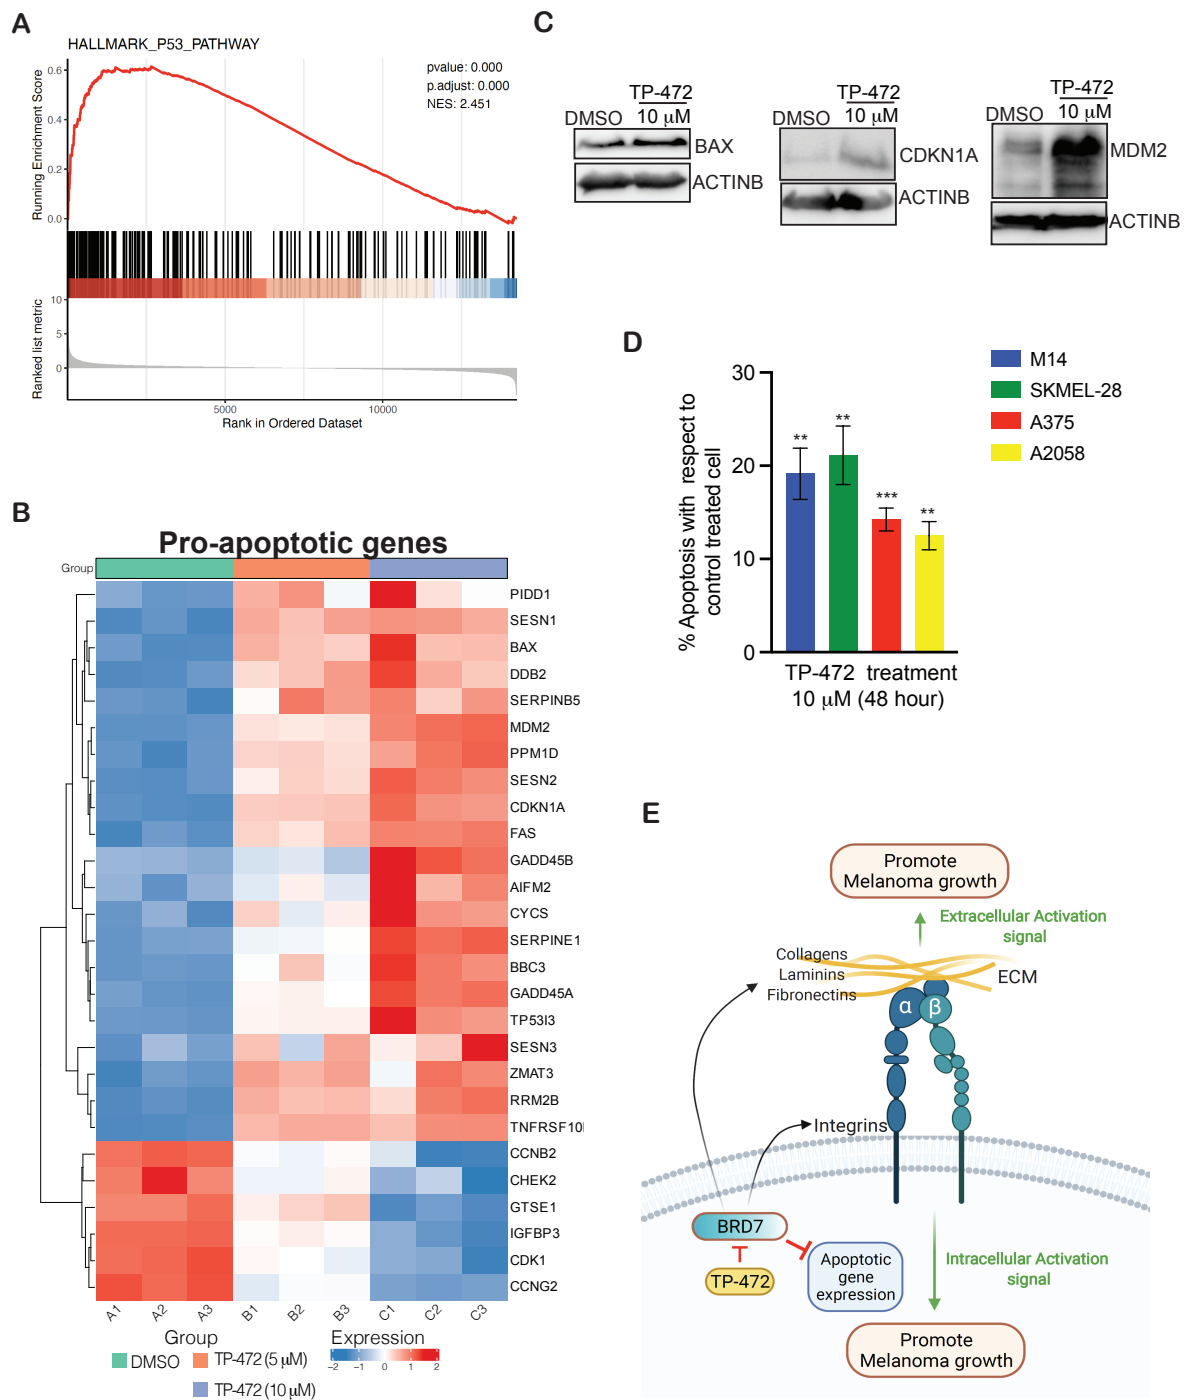 A
HALLMARK_P53_PATHWAY
pvalue: 0.000
p.adjust: 0.000
NES: 2.451
Running Enrichment Score
0.6
0.4
0.2
0.0
Ranked list metric
10
5
0
5000
10000
Rank in Ordered Dataset
B
Pro-apoptotic genes
Group
PIDD1
SESN1
BAX
DDB2
SERPINB5
MDM2
PPM1D
SESN2
CDKN1A
FAS
GADD45B
AIFM2
CYCS
SERPINE1
BBC3
GADD45A
TP53I3
SESN3
ZMAT3
RRM2B
TNFRSF10
CCNB2
CHEK2
GTSE1
IGFBP3
CDK1
CCNG2
A1 A2 A3 B1 B2 B3 C1 C2 C3
Group
DMSO
TP-472 (5 μM)
TP-472 (10 μM)
Expression
−2 −1 0 1 2
C
DMSO
TP-472
10 μM
BAX
ACTINB
DMSO
TP-472
10 μM
CDKN1A
ACTINB
DMSO
TP-472
10 μM
MDM2
ACTINB
D
% Apoptosis with respect to
control treated cell
30
20
10
0
**
**
***
**
TP-472 treatment
10 μM (48 hour)
M14
SKMEL-28
A375
A2058
E
Promote
Melanoma growth
Extracellular Activation
signal
Collagens
Laminins
Fibronectins
ECM
α
β
Integrins
BRD7
TP-472
Apoptotic
gene
expression
Intracellular Activation
signal
Promote
Melanoma growth